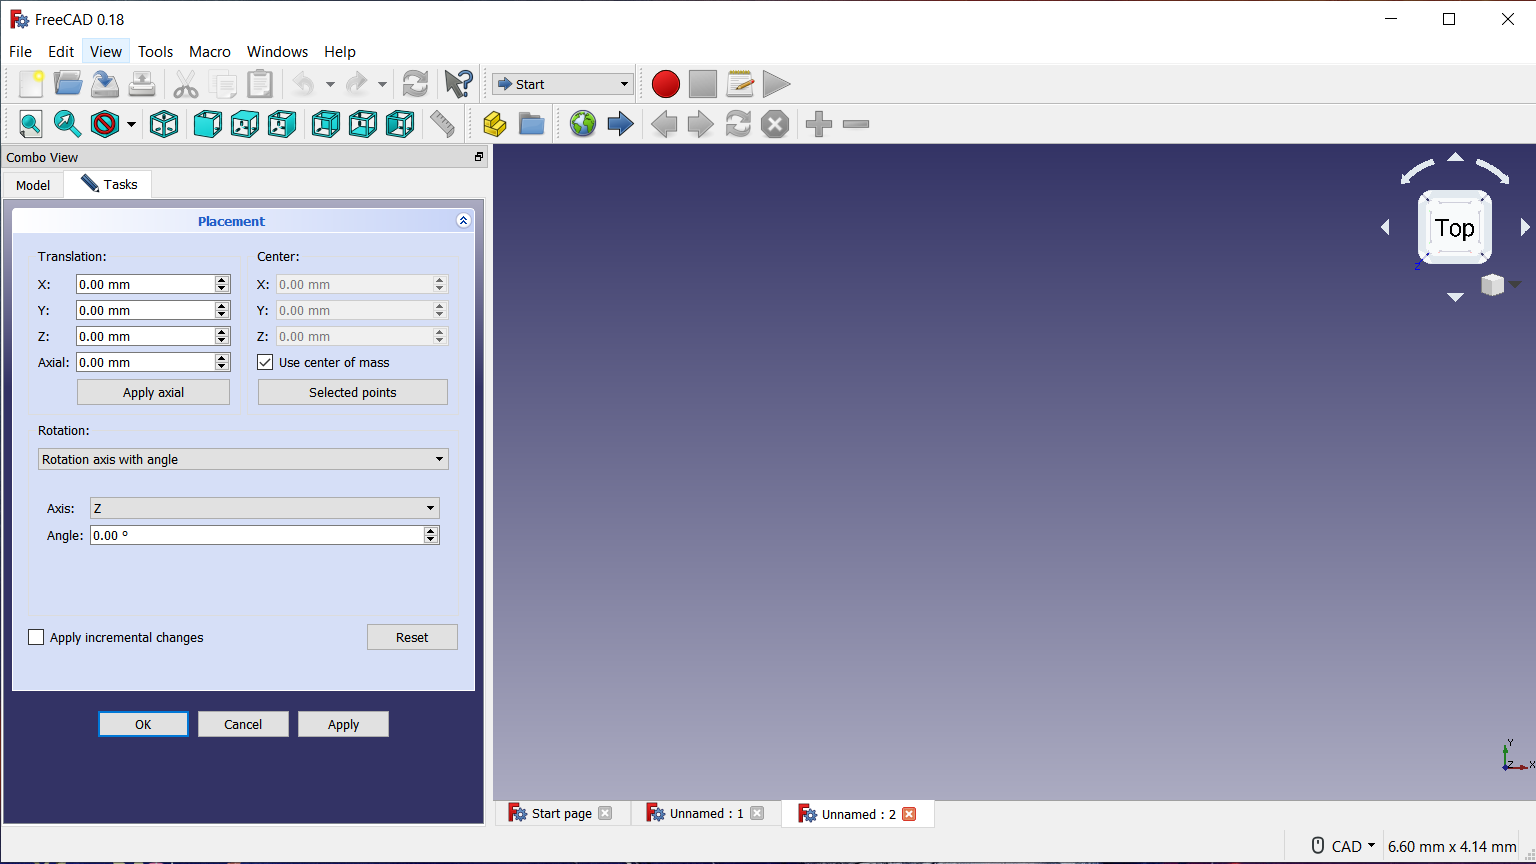 FreeCAD 0.18
File Edit View Tools Macro Windows Help
Start
Combo View
Model Tasks
Placement
Translation:
X: 0.00 mm
Y: 0.00 mm
Z: 0.00 mm
Axial: 0.00 mm
Apply axial
Center:
X: 0.00 mm
Y: 0.00 mm
Z: 0.00 mm
Use center of mass
Selected points
Rotation:
Rotation axis with angle
Axis: Z
Angle: 0.00 °
Apply incremental changes
Reset
OK Cancel Apply
Top
Z
Y
Z X
Start page Unnamed : 1 Unnamed : 2
CAD 6.60 mm x 4.14 mm